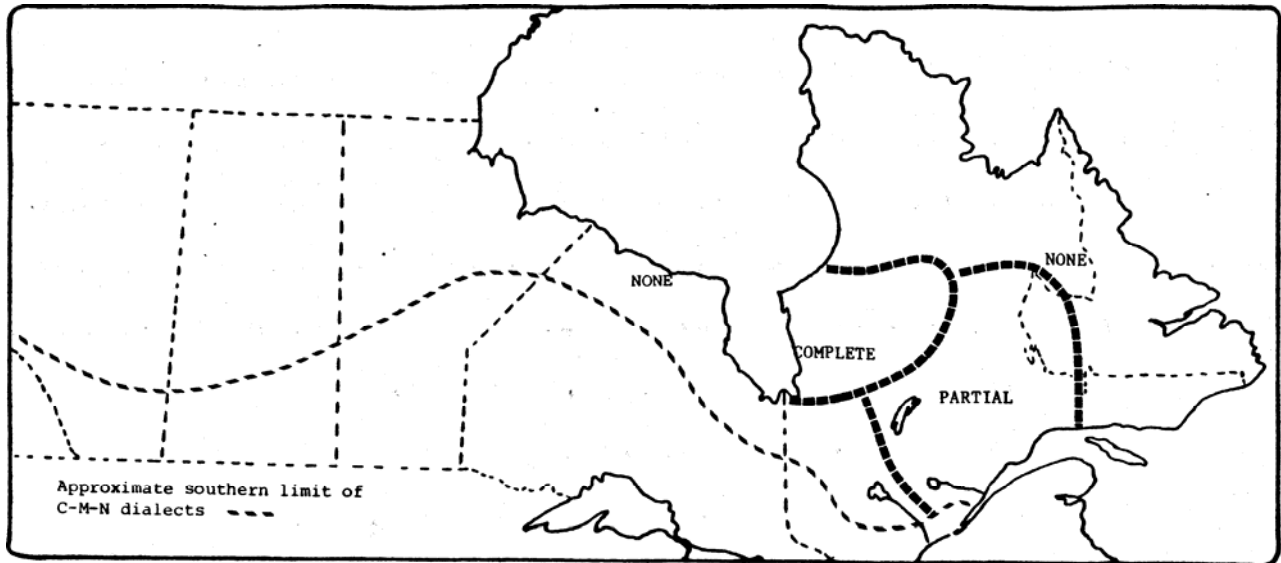 NONE
NONE
COMPLETE
PARTIAL
Approximate southern limit of
C-M-N dialects